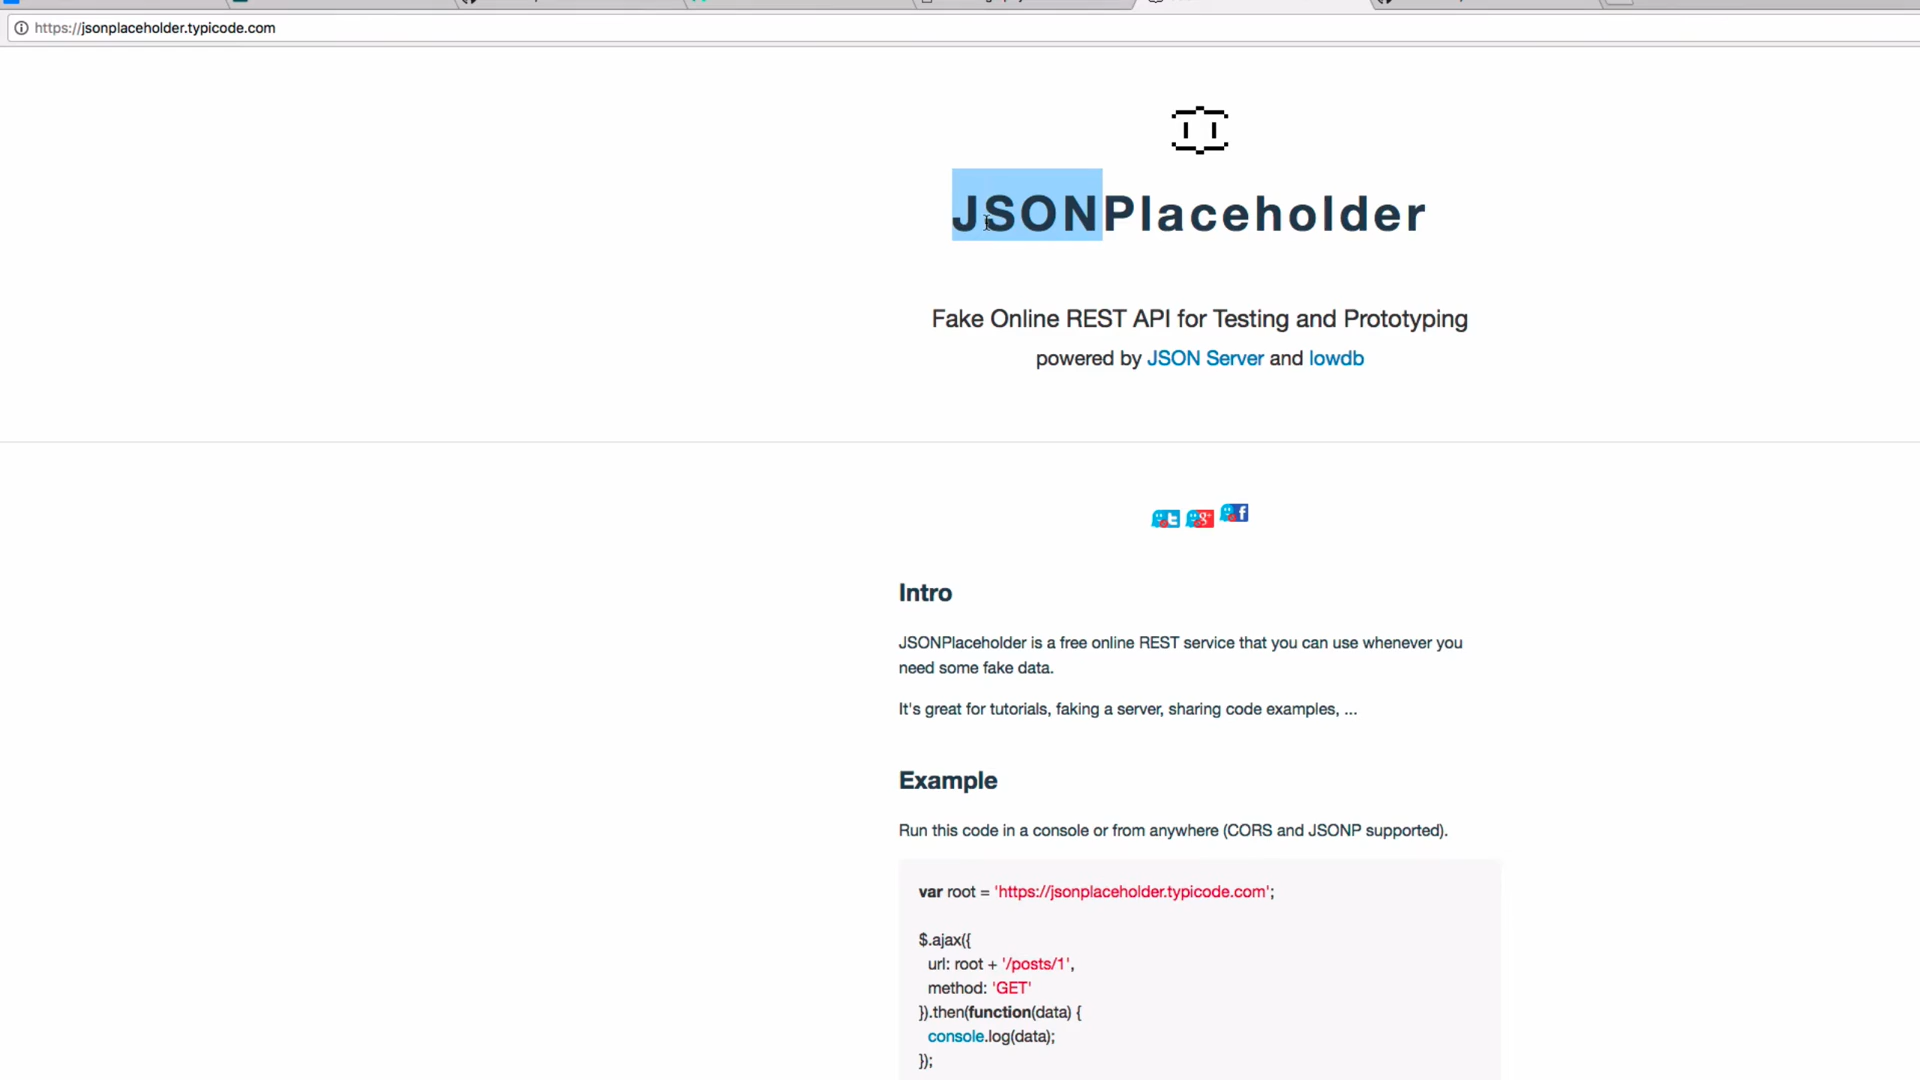 https://jsonplaceholder.typicode.com
JSONPlaceholder
Fake Online REST API for Testing and Prototyping
powered by JSON Server and lowdb
Intro
JSONPlaceholder is a free online REST service that you can use whenever you
need some fake data.
It's great for tutorials, faking a server, sharing code examples, ...
Example
Run this code in a console or from anywhere (CORS and JSONP supported).
var root = 'https://jsonplaceholder.typicode.com';
$.ajax({
url: root + '/posts/1',
method: 'GET'
}).then(function(data) {
console.log(data);
});